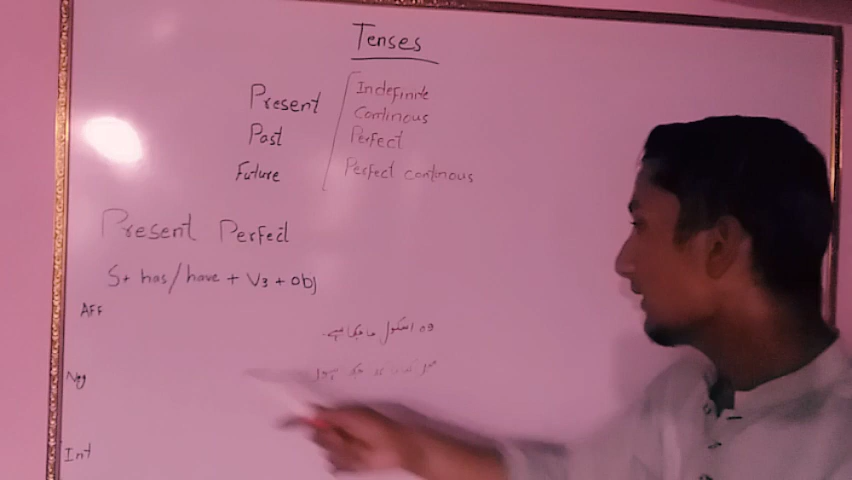 Tenses
Present
Past
Future
Indefinite
Continous
Perfect
Perfect continous
Present Perfect
S+ has/have + V3 + obj
AFF
وہ اسکول جا چکا ہے۔
Neg
Int